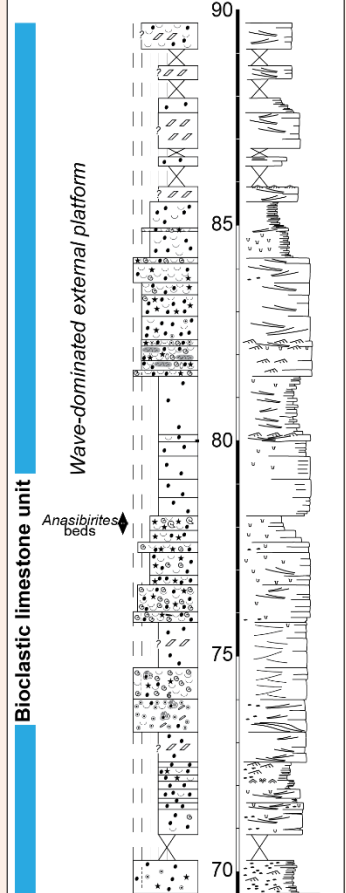 90
85
80
75
70
Wave-dominated external platform
Bioclastic limestone unit
Anasibirites
beds
?
?
?
?
?